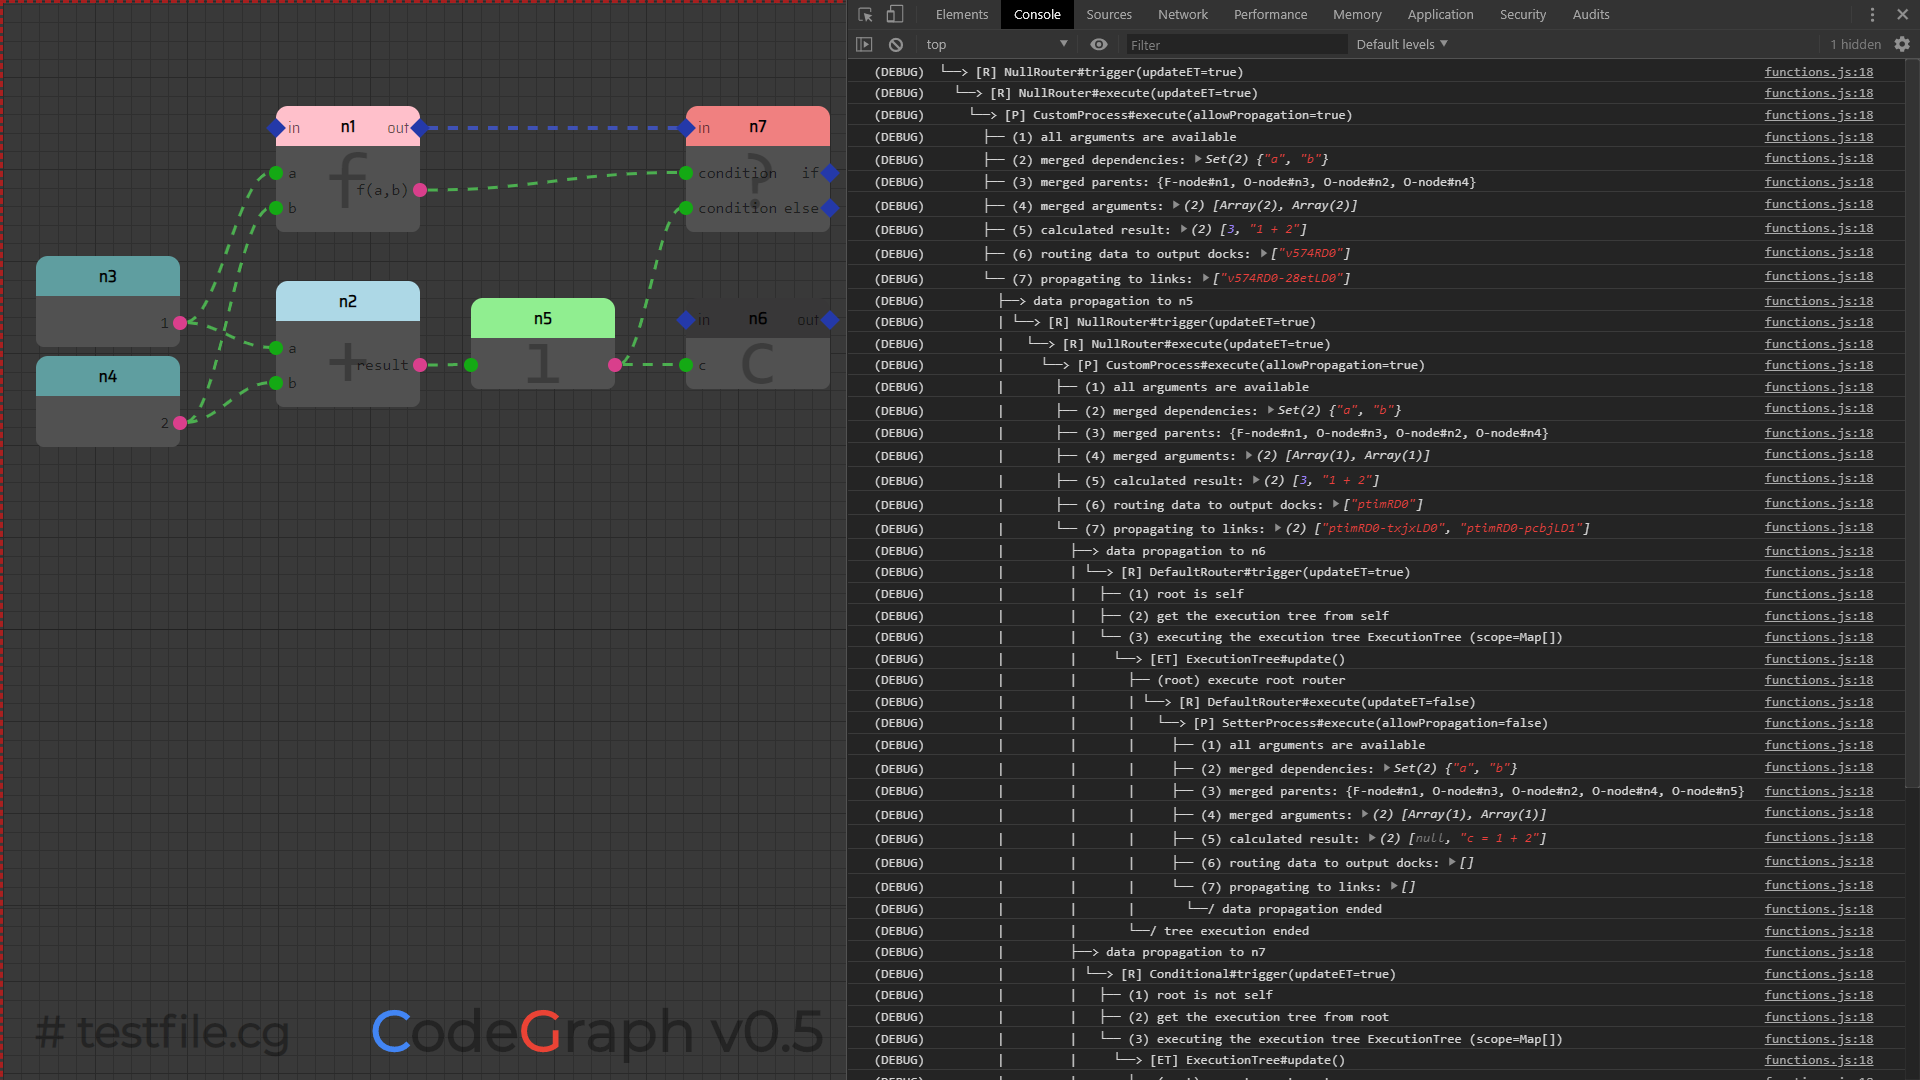 in n1 out
a
f
f(a,b)
b
in n7
condition if
?
condition else
n3
1
n4
2
n2
a
+
result
b
n5
1
in n6 out
c
C
# testfile.cg
CodeGraph v0.5
Elements Console Sources Network Performance Memory Application Security Audits
top Filter Default levels 1 hidden
(DEBUG) └──> [R] NullRouter#trigger(updateET=true) functions.js:18
(DEBUG) └──> [R] NullRouter#execute(updateET=true) functions.js:18
(DEBUG) └──> [P] CustomProcess#execute(allowPropagation=true) functions.js:18
(DEBUG) ├── (1) all arguments are available functions.js:18
(DEBUG) ├── (2) merged dependencies: ▶Set(2) {"a", "b"} functions.js:18
(DEBUG) ├── (3) merged parents: {F-node#n1, O-node#n3, O-node#n2, O-node#n4} functions.js:18
(DEBUG) ├── (4) merged arguments: ▶(2) [Array(2), Array(2)] functions.js:18
(DEBUG) ├── (5) calculated result: ▶(2) [3, "1 + 2"] functions.js:18
(DEBUG) ├── (6) routing data to output docks: ▶["v574RD0"] functions.js:18
(DEBUG) └── (7) propagating to links: ▶["v574RD0-28etLD0"] functions.js:18
(DEBUG) ├──> data propagation to n5 functions.js:18
(DEBUG) | └──> [R] NullRouter#trigger(updateET=true) functions.js:18
(DEBUG) | └──> [R] NullRouter#execute(updateET=true) functions.js:18
(DEBUG) | └──> [P] CustomProcess#execute(allowPropagation=true) functions.js:18
(DEBUG) | ├── (1) all arguments are available functions.js:18
(DEBUG) | ├── (2) merged dependencies: ▶Set(2) {"a", "b"} functions.js:18
(DEBUG) | ├── (3) merged parents: {F-node#n1, O-node#n3, O-node#n2, O-node#n4} functions.js:18
(DEBUG) | ├── (4) merged arguments: ▶(2) [Array(1), Array(1)] functions.js:18
(DEBUG) | ├── (5) calculated result: ▶(2) [3, "1 + 2"] functions.js:18
(DEBUG) | ├── (6) routing data to output docks: ▶["ptimRD0"] functions.js:18
(DEBUG) | └── (7) propagating to links: ▶(2) ["ptimRD0-txjxLD0", "ptimRD0-pcbjLD1"] functions.js:18
(DEBUG) | ├──> data propagation to n6 functions.js:18
(DEBUG) | | └──> [R] DefaultRouter#trigger(updateET=true) functions.js:18
(DEBUG) | | ├── (1) root is self functions.js:18
(DEBUG) | | ├── (2) get the execution tree from self functions.js:18
(DEBUG) | | └── (3) executing the execution tree ExecutionTree (scope=Map[]) functions.js:18
(DEBUG) | | └──> [ET] ExecutionTree#update() functions.js:18
(DEBUG) | | ├── (root) execute root router functions.js:18
(DEBUG) | | | └──> [R] DefaultRouter#execute(updateET=false) functions.js:18
(DEBUG) | | | └──> [P] SetterProcess#execute(allowPropagation=false) functions.js:18
(DEBUG) | | | ├── (1) all arguments are available functions.js:18
(DEBUG) | | | ├── (2) merged dependencies: ▶Set(2) {"a", "b"} functions.js:18
(DEBUG) | | | ├── (3) merged parents: {F-node#n1, O-node#n3, O-node#n2, O-node#n4, O-node#n5} functions.js:18
(DEBUG) | | | ├── (4) merged arguments: ▶(2) [Array(1), Array(1)] functions.js:18
(DEBUG) | | | ├── (5) calculated result: ▶(2) [null, "c = 1 + 2"] functions.js:18
(DEBUG) | | | ├── (6) routing data to output docks: ▶[] functions.js:18
(DEBUG) | | | └── (7) propagating to links: ▶[] functions.js:18
(DEBUG) | | | └──/ data propagation ended functions.js:18
(DEBUG) | | └──/ tree execution ended functions.js:18
(DEBUG) | ├──> data propagation to n7 functions.js:18
(DEBUG) | | └──> [R] Conditional#trigger(updateET=true) functions.js:18
(DEBUG) | | ├── (1) root is not self functions.js:18
(DEBUG) | | ├── (2) get the execution tree from root functions.js:18
(DEBUG) | | └── (3) executing the execution tree ExecutionTree (scope=Map[]) functions.js:18
(DEBUG) | | └──> [ET] ExecutionTree#update() functions.js:18